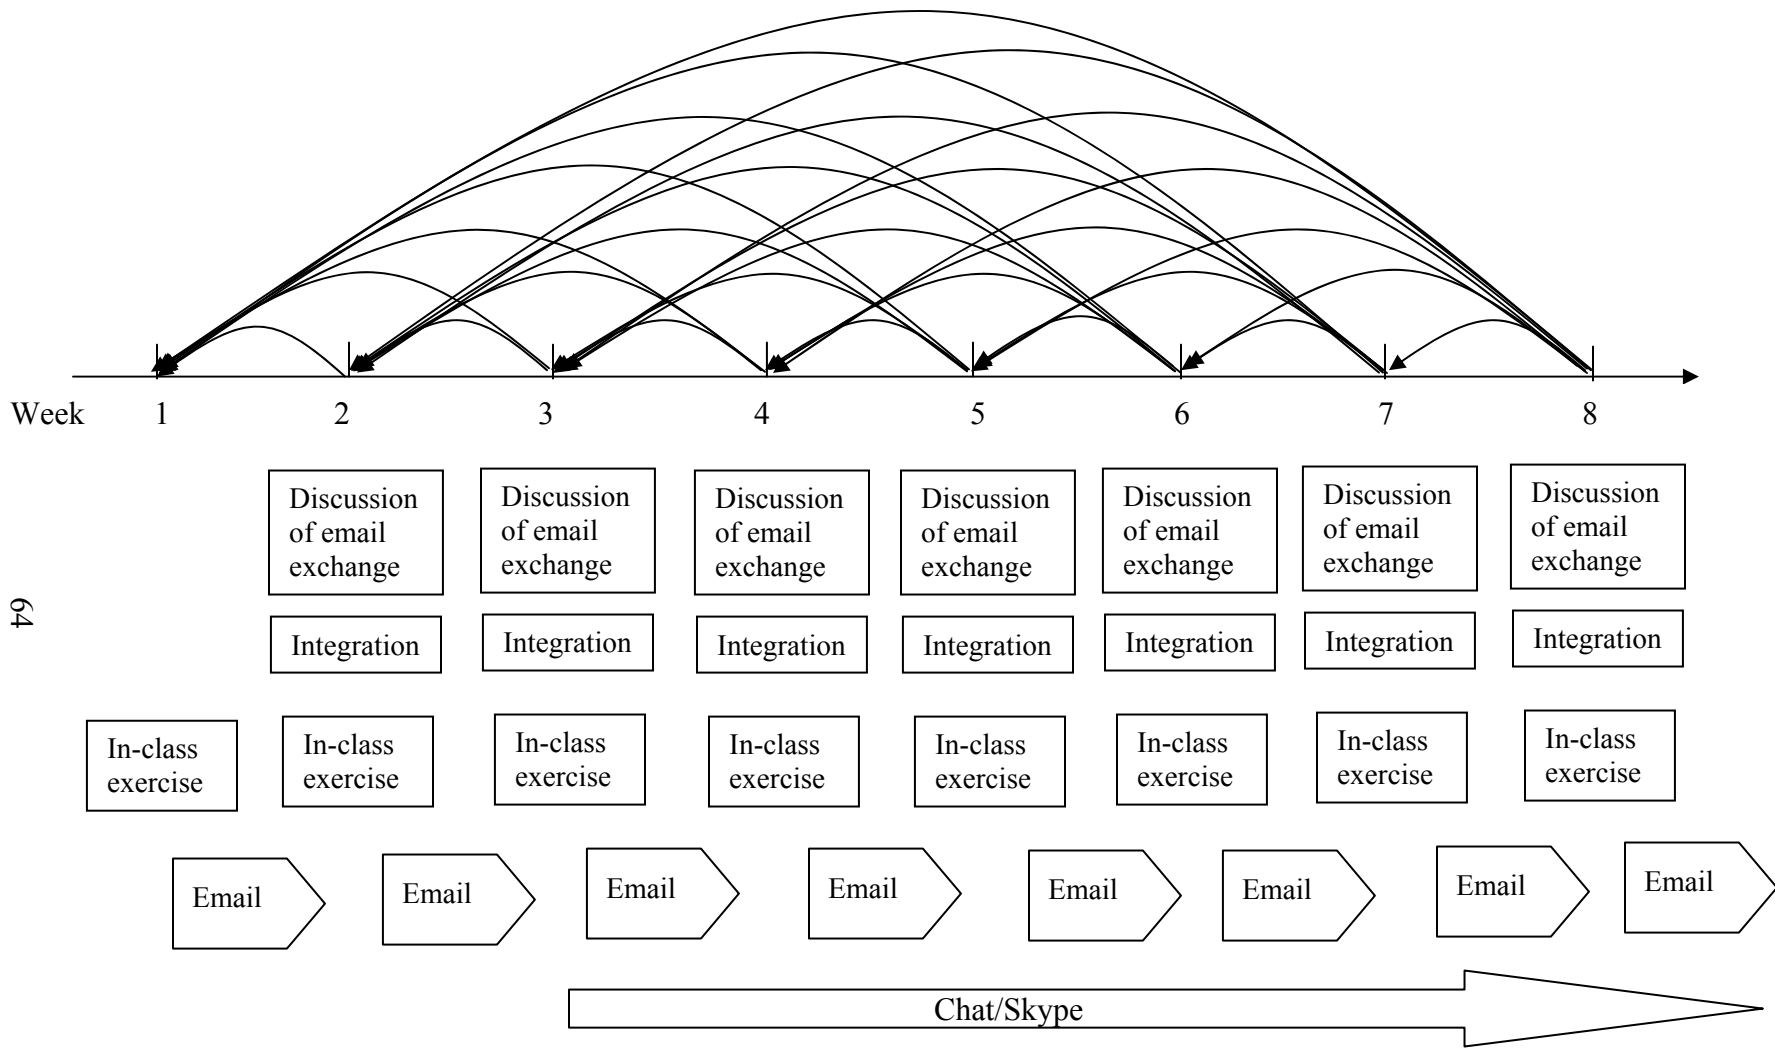 Week 1 2 3 4 5 6 7 8
Discussion
of email
exchange
Discussion
of email
exchange
Discussion
of email
exchange
Discussion
of email
exchange
Discussion
of email
exchange
Discussion
of email
exchange
Discussion
of email
exchange
64
Integration
Integration
Integration
Integration
Integration
Integration
Integration
In-class
exercise
In-class
exercise
In-class
exercise
In-class
exercise
In-class
exercise
In-class
exercise
In-class
exercise
In-class
exercise
Email
Email
Email
Email
Email
Email
Email
Email
Chat/Skype